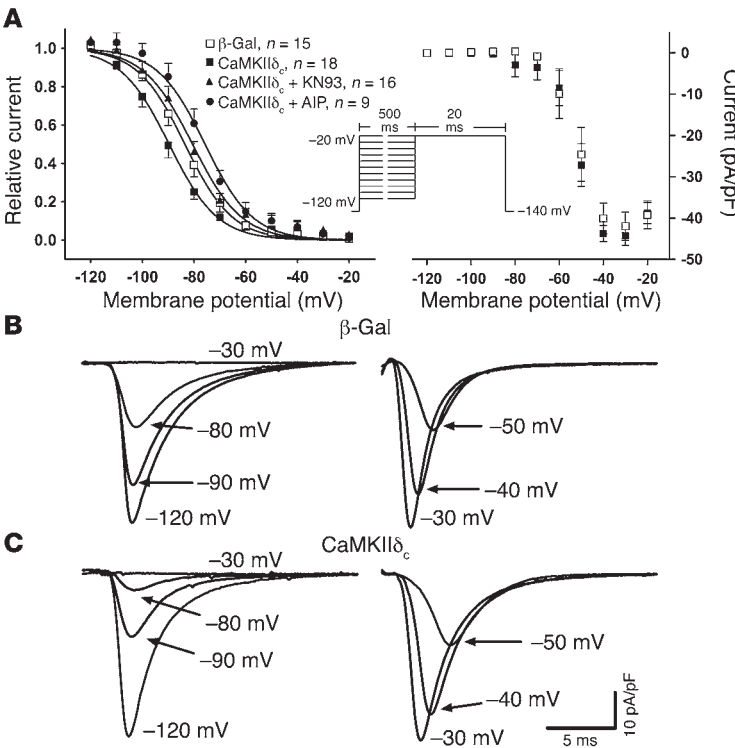 A
1.0
0.8
0.6
0.4
0.2
0.0
Relative current
-120 -100 -80 -60 -40 -20
Membrane potential (mV)
β-Gal, n = 15
CaMKIIδc, n = 18
CaMKIIδc + KN93, n = 16
CaMKIIδc + AIP, n = 9
500 ms
20 ms
–20 mV
–120 mV
–140 mV
0
-10
-20
-30
-40
-50
Current (pA/pF)
-120 -100 -80 -60 -40 -20
Membrane potential (mV)
B
β-Gal
–30 mV
–80 mV
–90 mV
–120 mV
–50 mV
–40 mV
–30 mV
C
CaMKIIδc
–30 mV
–80 mV
–90 mV
–120 mV
–50 mV
–40 mV
–30 mV
10 pA/pF
5 ms